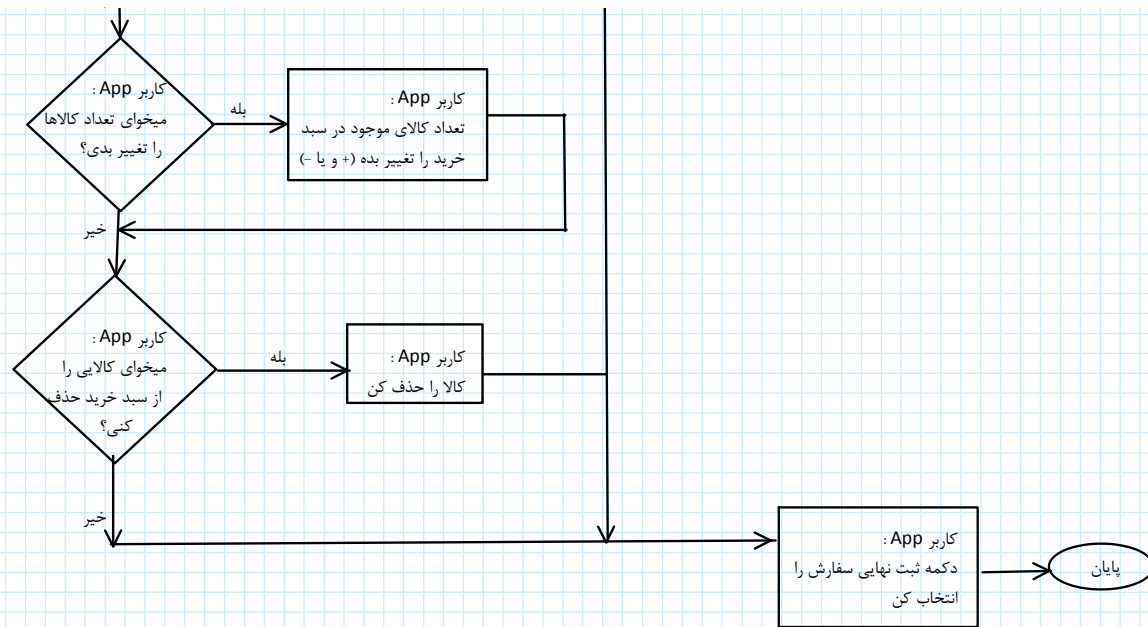 کاربر App :
میخوای تعداد کالاها
را تغییر بدی؟
بله
کاربر App :
تعداد کالای موجود در سبد
خرید را تغییر بده (+ و یا -)
خیر
کاربر App :
میخوای کالایی را
از سبد خرید حذف
کنی؟
بله
کاربر App :
کالا را حذف کن
خیر
کاربر App :
دکمه ثبت نهایی سفارش را
انتخاب کن
پایان